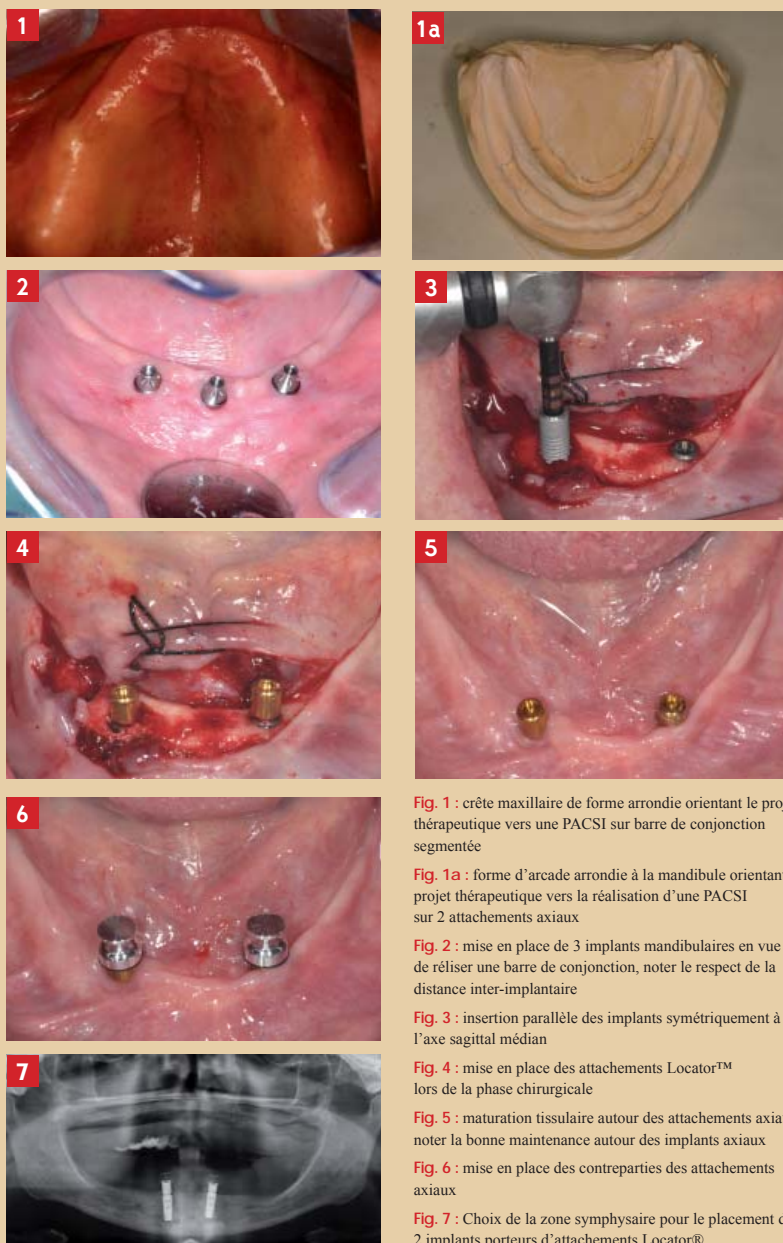 1
1a
2
3
4
5
6
7
Fig. 1 : crête maxillaire de forme arrondie orientant le
thérapeutique vers une PACSI sur barre de conjonction
segmentée
Fig. 1a : forme d'arcade arrondie à la mandibule orientant
projet thérapeutique vers la réalisation d'une PACSI
sur 2 attachements axiaux
Fig. 2 : mise en place de 3 implants mandibulaires en vue
de réliser une barre de conjonction, noter le respect de la
distance inter-implantaire
Fig. 3 : insertion parallèle des implants symétriquement à
l'axe sagittal médian
Fig. 4 : mise en place des attachements Locator™
lors de la phase chirurgicale
Fig. 5 : maturation tissulaire autour des attachements
noter la bonne maintenance autour des implants axiaux
Fig. 6 : mise en place des contreparties des attachements
axiaux
Fig. 7 : Choix de la zone symphysaire pour le placement
2 implants porteurs d'attachements Locator®